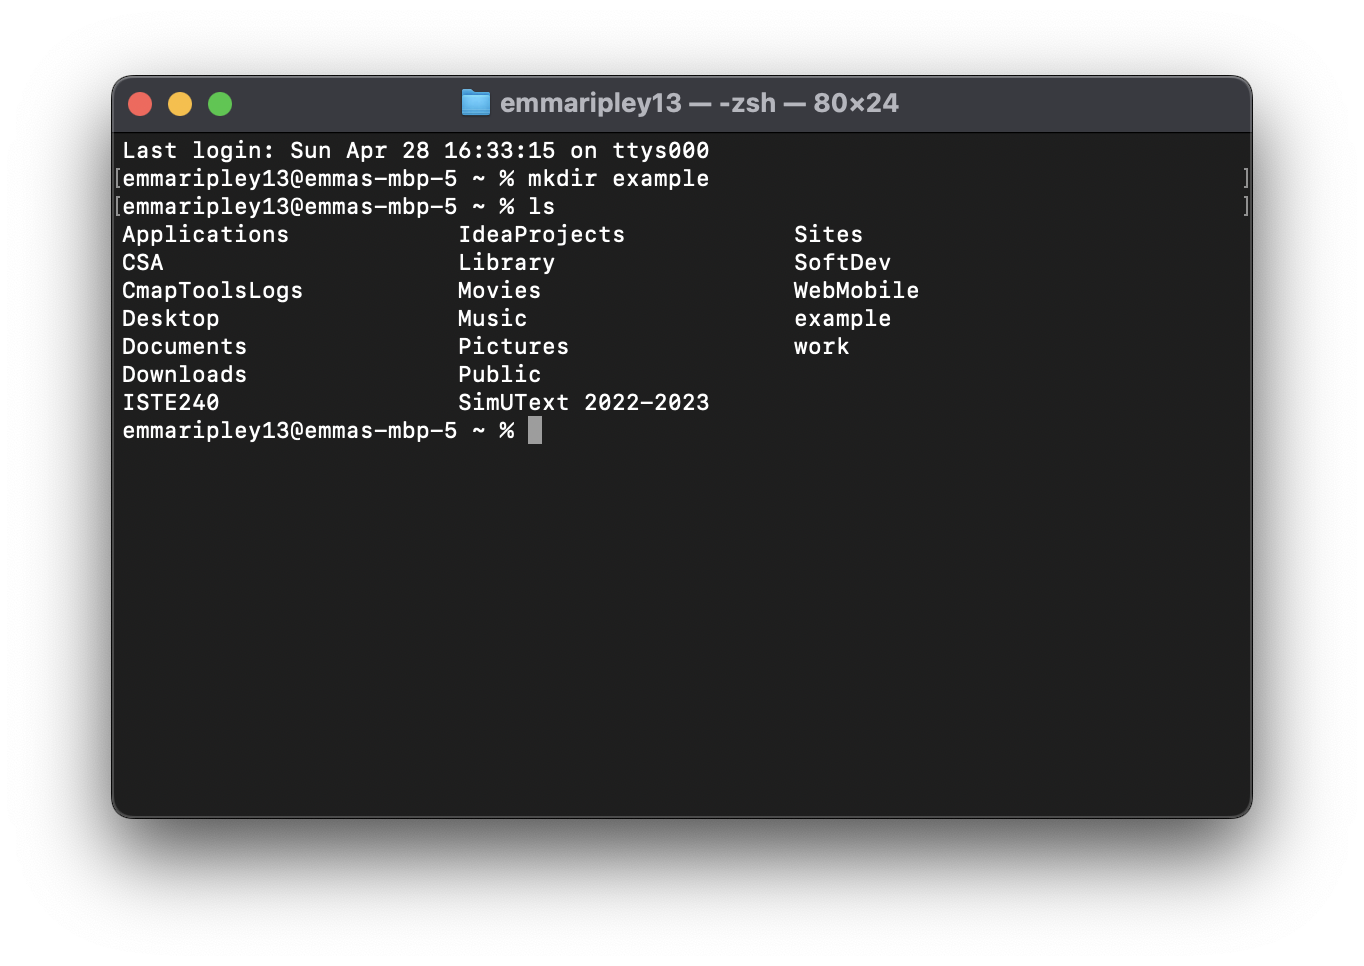 emmaripley13 — -zsh — 80×24
Last login: Sun Apr 28 16:33:15 on ttys000
[emmaripley13@emmas-mbp-5 ~ % mkdir example ]
[emmaripley13@emmas-mbp-5 ~ % ls ]
Applications IdeaProjects Sites
CSA Library SoftDev
CmapToolsLogs Movies WebMobile
Desktop Music example
Documents Pictures work
Downloads Public
ISTE240 SimUText 2022-2023
emmaripley13@emmas-mbp-5 ~ %